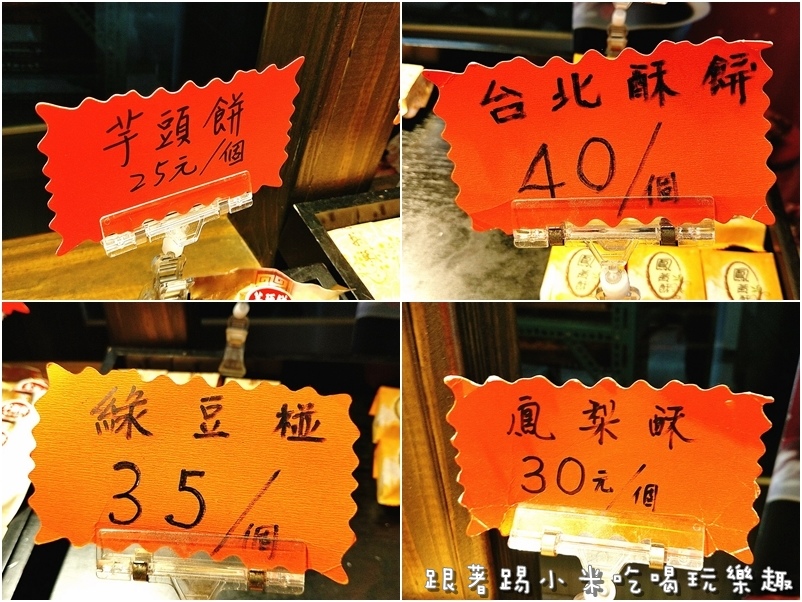 芋頭餅
25元/個
台北酥餅
40/個
綠豆椪
35/個
鳳梨酥
30元/個
跟著踢小米吃喝玩樂趣